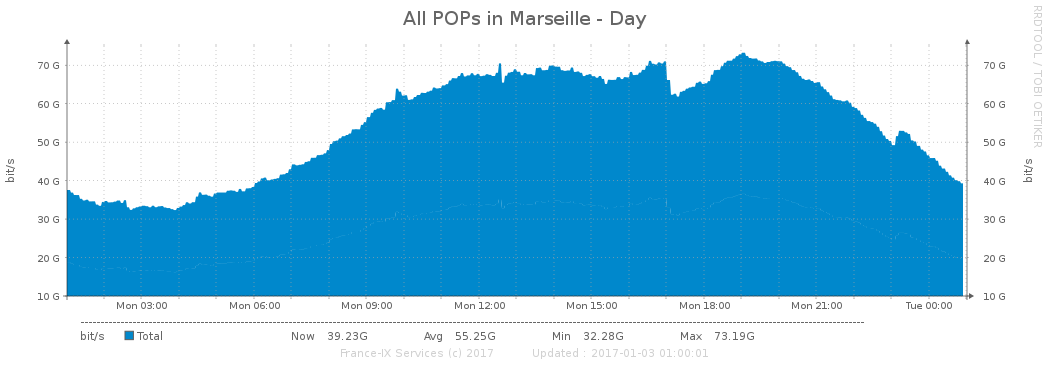 All POPs in Marseille - Day
RRDTOOL / TOBI OETIKER
bit/s
70 G 70 G
60 G 60 G
50 G 50 G
40 G 40 G
30 G 30 G
20 G 20 G
10 G 10 G
bit/s
Mon 03:00 Mon 06:00 Mon 09:00 Mon 12:00 Mon 15:00 Mon 18:00 Mon 21:00 Tue 00:00
bit/s Total Now 39.23G Avg 55.25G Min 32.28G Max 73.19G
France-IX Services (c) 2017 Updated : 2017-01-03 01:00:01